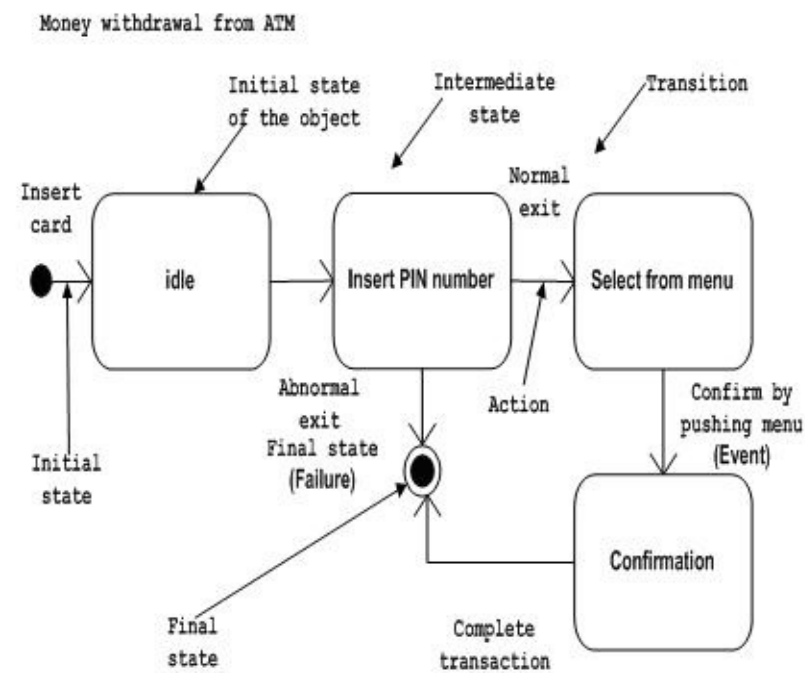 Money withdrawal from ATM
Initial state
of the object
Intermediate
state
Transition
Insert
card
Normal
exit
idle
Insert PIN number
Select from menu
Abnormal
exit
Final state
(Failure)
Action
Confirm by
pushing menu
(Event)
Initial
state
Confirmation
Final
state
Complete
transaction